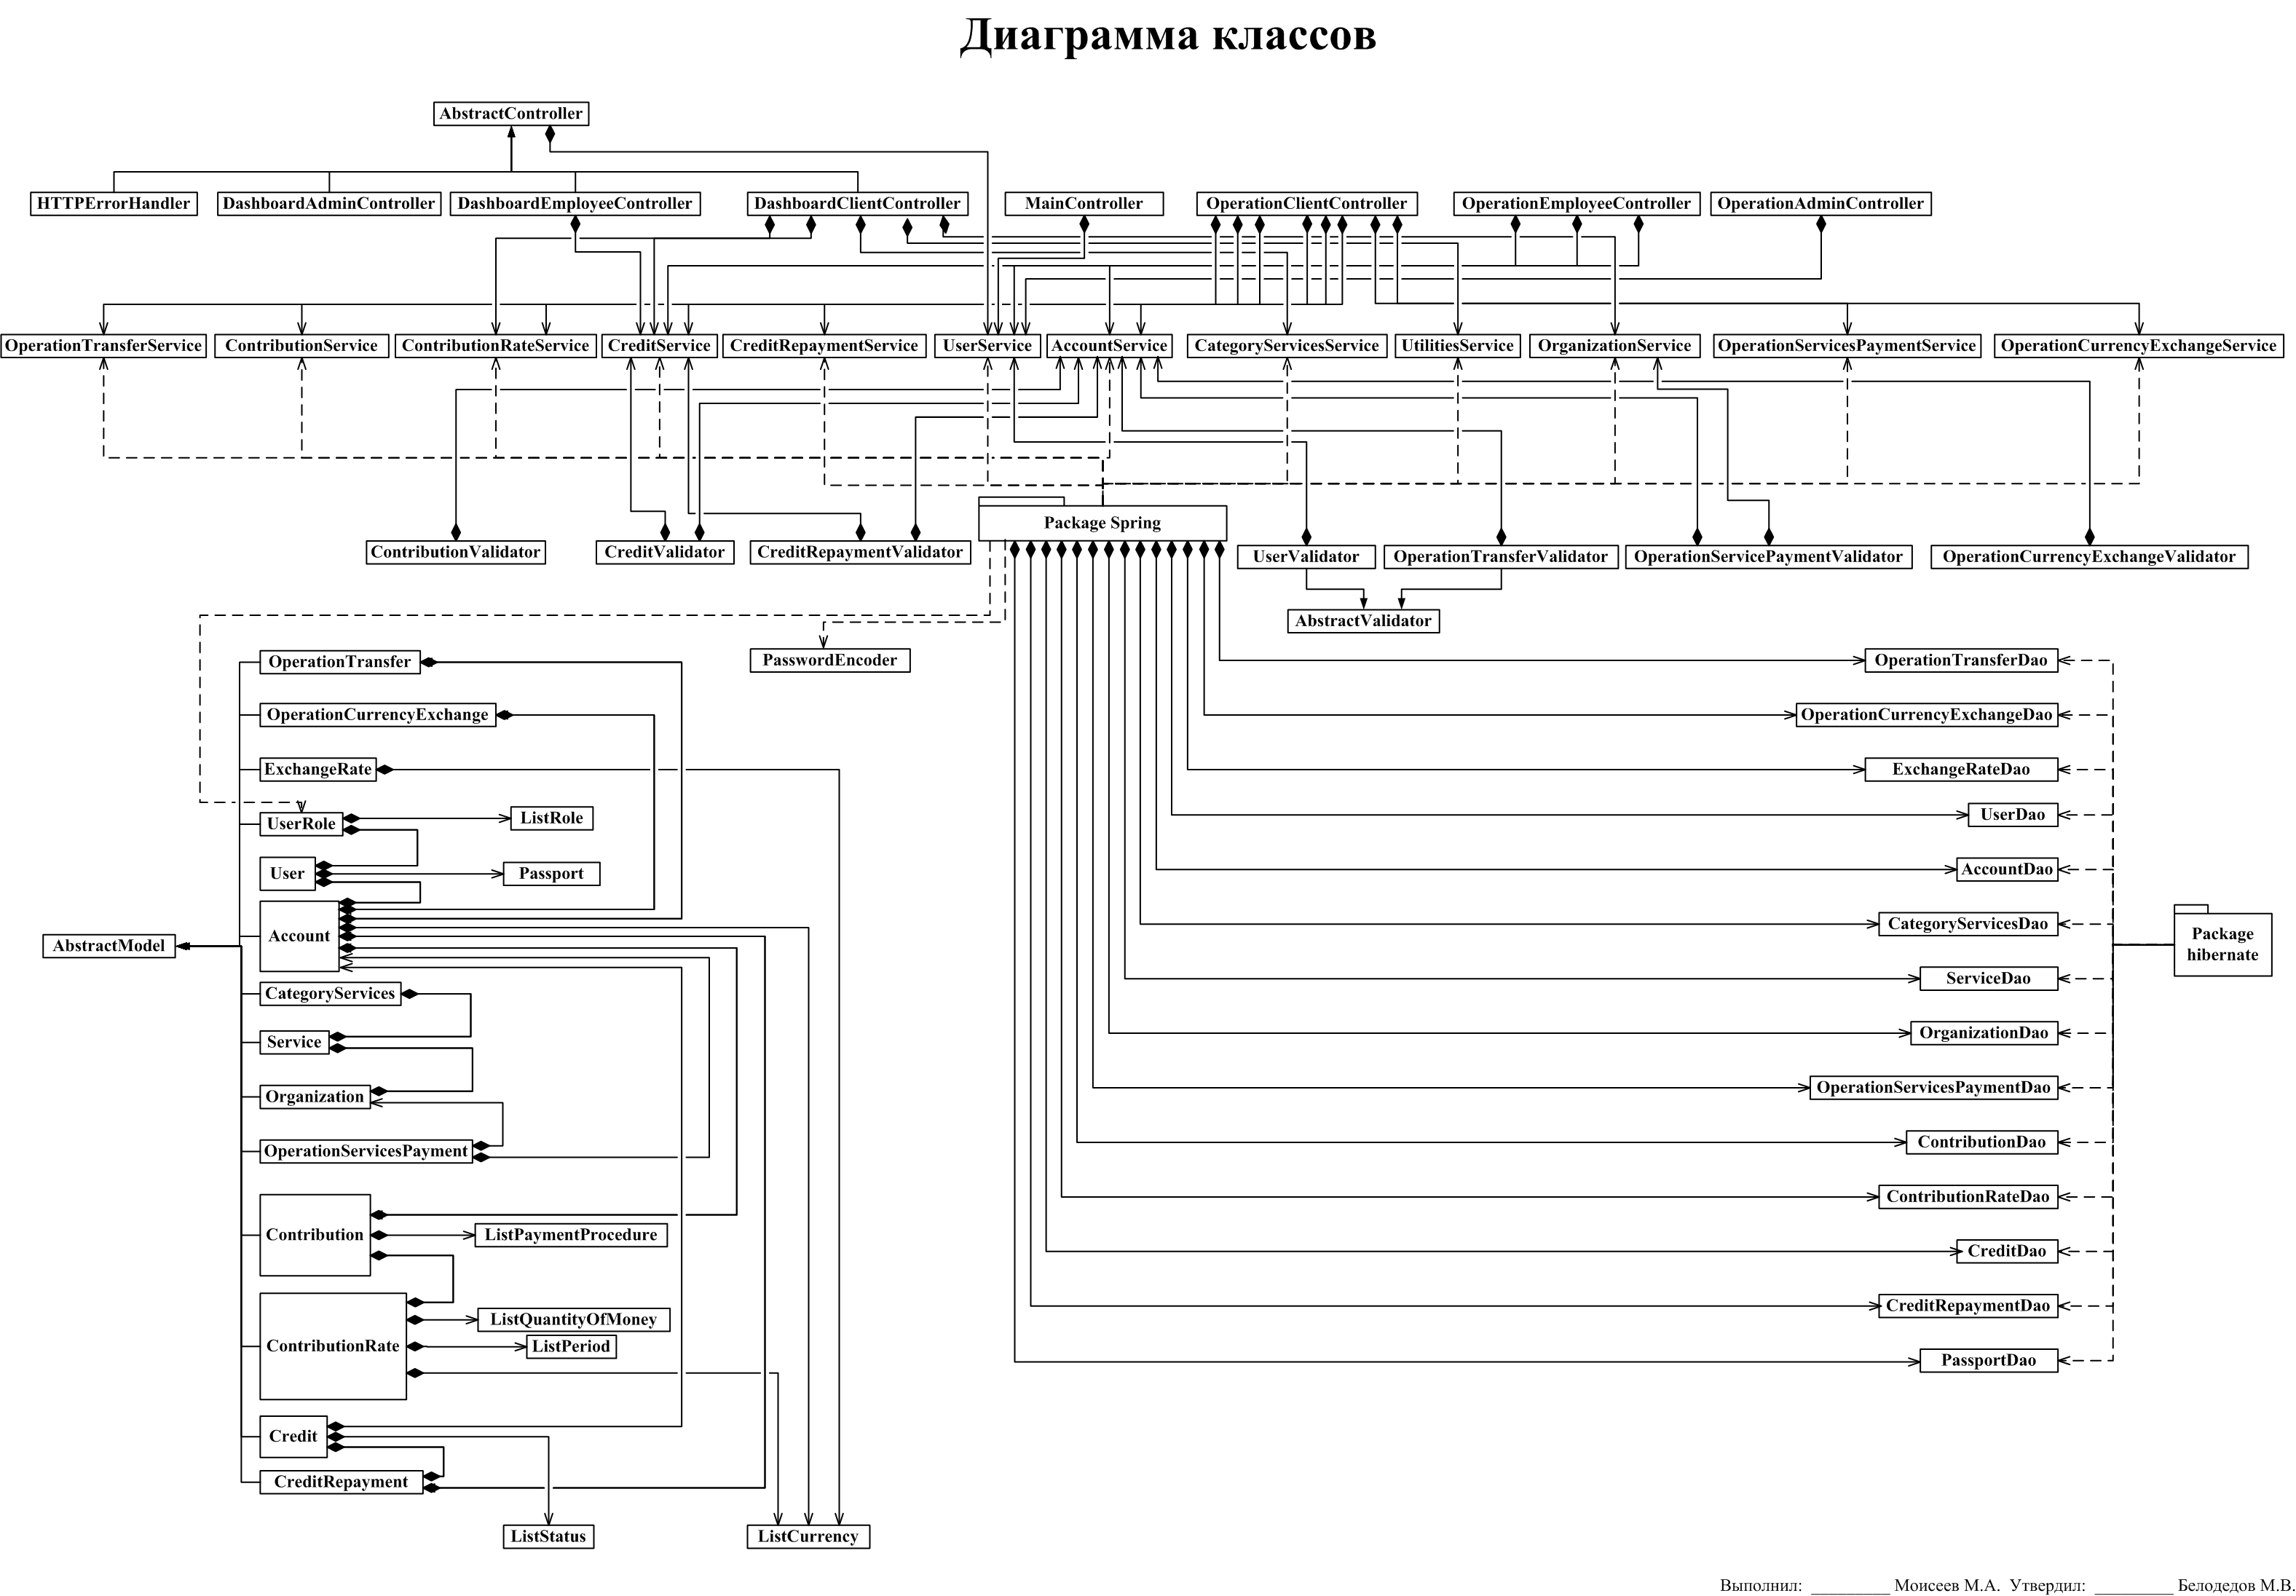 Диаграмма классов
AbstractController
HTTPErrorHandler
DashboardAdminController
DashboardEmployeeController
DashboardClientController
MainController
OperationClientController
OperationEmployeeController
OperationAdminController
OperationTransferService
ContributionService
ContributionRateService
CreditService
CreditRepaymentService
UserService
AccountService
CategoryServicesService
UtilitiesService
OrganizationService
OperationServicesPaymentService
OperationCurrencyExchangeService
Package Spring
ContributionValidator
CreditValidator
CreditRepaymentValidator
UserValidator
OperationTransferValidator
OperationServicePaymentValidator
OperationCurrencyExchangeValidator
AbstractValidator
PasswordEncoder
OperationTransfer
OperationCurrencyExchange
ExchangeRate
UserRole
ListRole
User
Passport
Account
AbstractModel
CategoryServices
Service
Organization
OperationServicesPayment
Contribution
ListPaymentProcedure
ContributionRate
ListQuantityOfMoney
ListPeriod
Credit
CreditRepayment
ListStatus
ListCurrency
OperationTransferDao
OperationCurrencyExchangeDao
ExchangeRateDao
UserDao
AccountDao
CategoryServicesDao
ServiceDao
OrganizationDao
OperationServicesPaymentDao
ContributionDao
ContributionRateDao
CreditDao
CreditRepaymentDao
PassportDao
Package
hibernate
Выполнил: _________ Моисеев М.А. Утвердил: _________ Белодедов М.В.